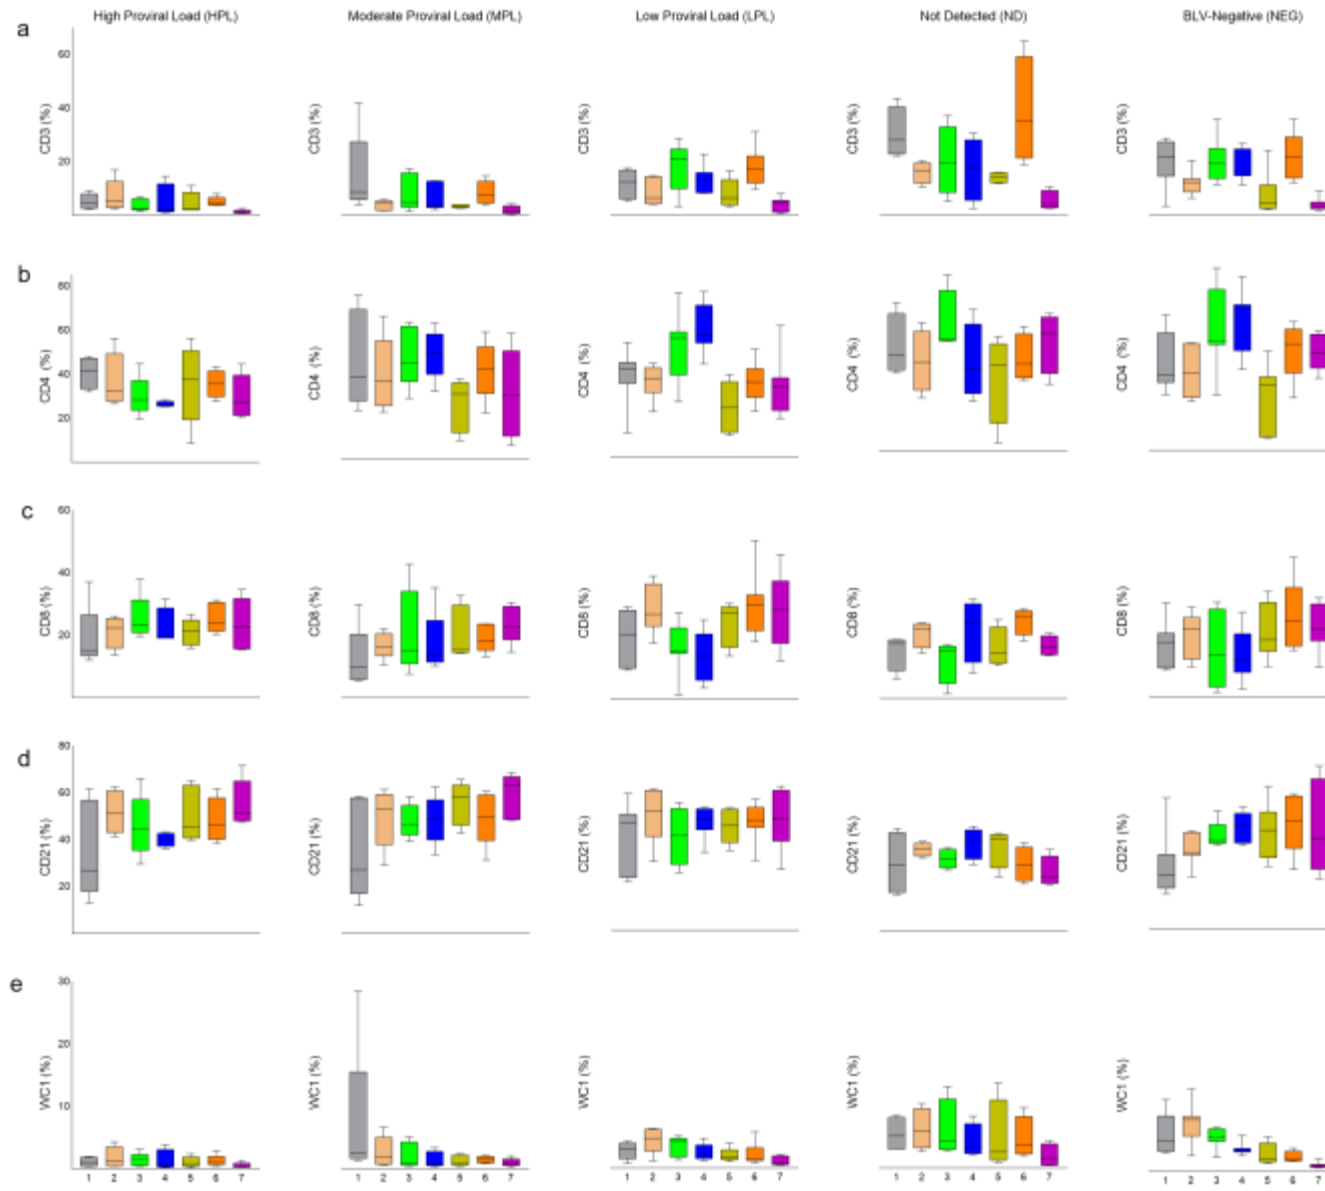 High Proviral Load (HPL) Moderate Proviral Load (MPL) Low Proviral Load (LPL) Not Detected (ND) BLV-Negative (NEG)
a
60
40
20
CD3 (%) CD3 (%) CD3 (%) CD3 (%) CD3 (%)
b
80
60
40
20
CD4 (%) CD4 (%) CD4 (%) CD4 (%) CD4 (%)
c
60
40
20
CD8 (%) CD8 (%) CD8 (%) CD8 (%) CD8 (%)
d
80
60
40
20
CD21 (%) CD21 (%) CD21 (%) CD21 (%) CD21 (%)
e
30
20
10
WC1 (%) WC1 (%) WC1 (%) WC1 (%) WC1 (%)
1 2 3 4 5 6 7 1 2 3 4 5 6 7 1 2 3 4 5 6 7 1 2 3 4 5 6 7 1 2 3 4 5 6 7